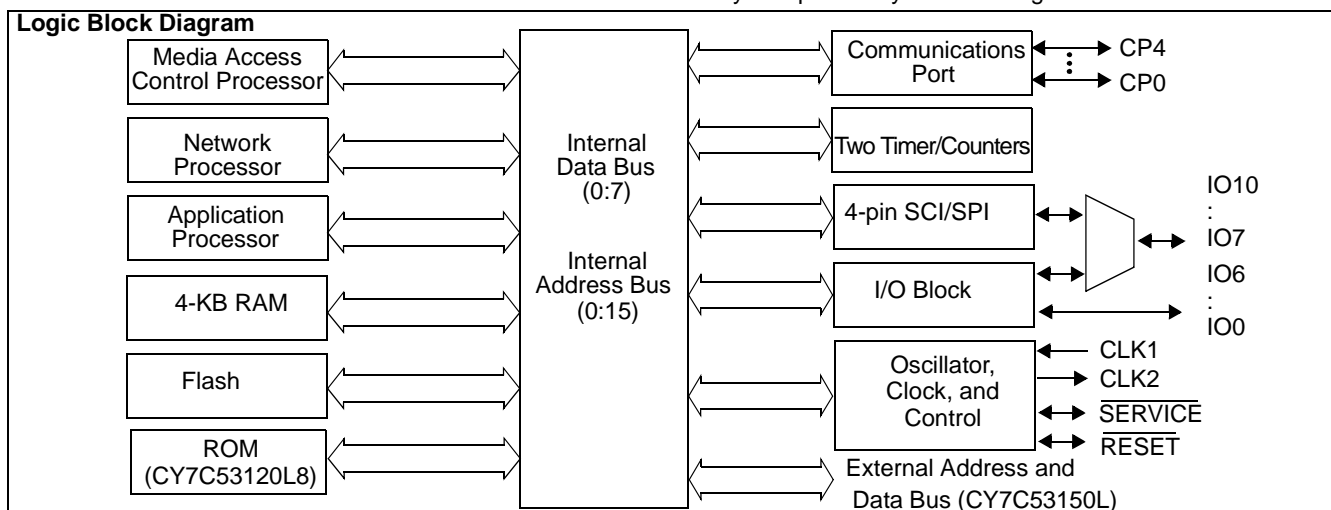 Logic Block Diagram
Media Access
Control Processor
Network
Processor
Application
Processor
4-KB RAM
Flash
ROM
(CY7C53120L8)
Internal
Data Bus
(0:7)
Internal
Address Bus
(0:15)
Communications
Port
Two Timer/Counters
4-pin SCI/SPI
I/O Block
Oscillator,
Clock, and
Control
External Address and
Data Bus (CY7C53150L)
CP4
CP0
IO10
:
IO7
IO6
:
IO0
CLK1
CLK2
SERVICE
RESET